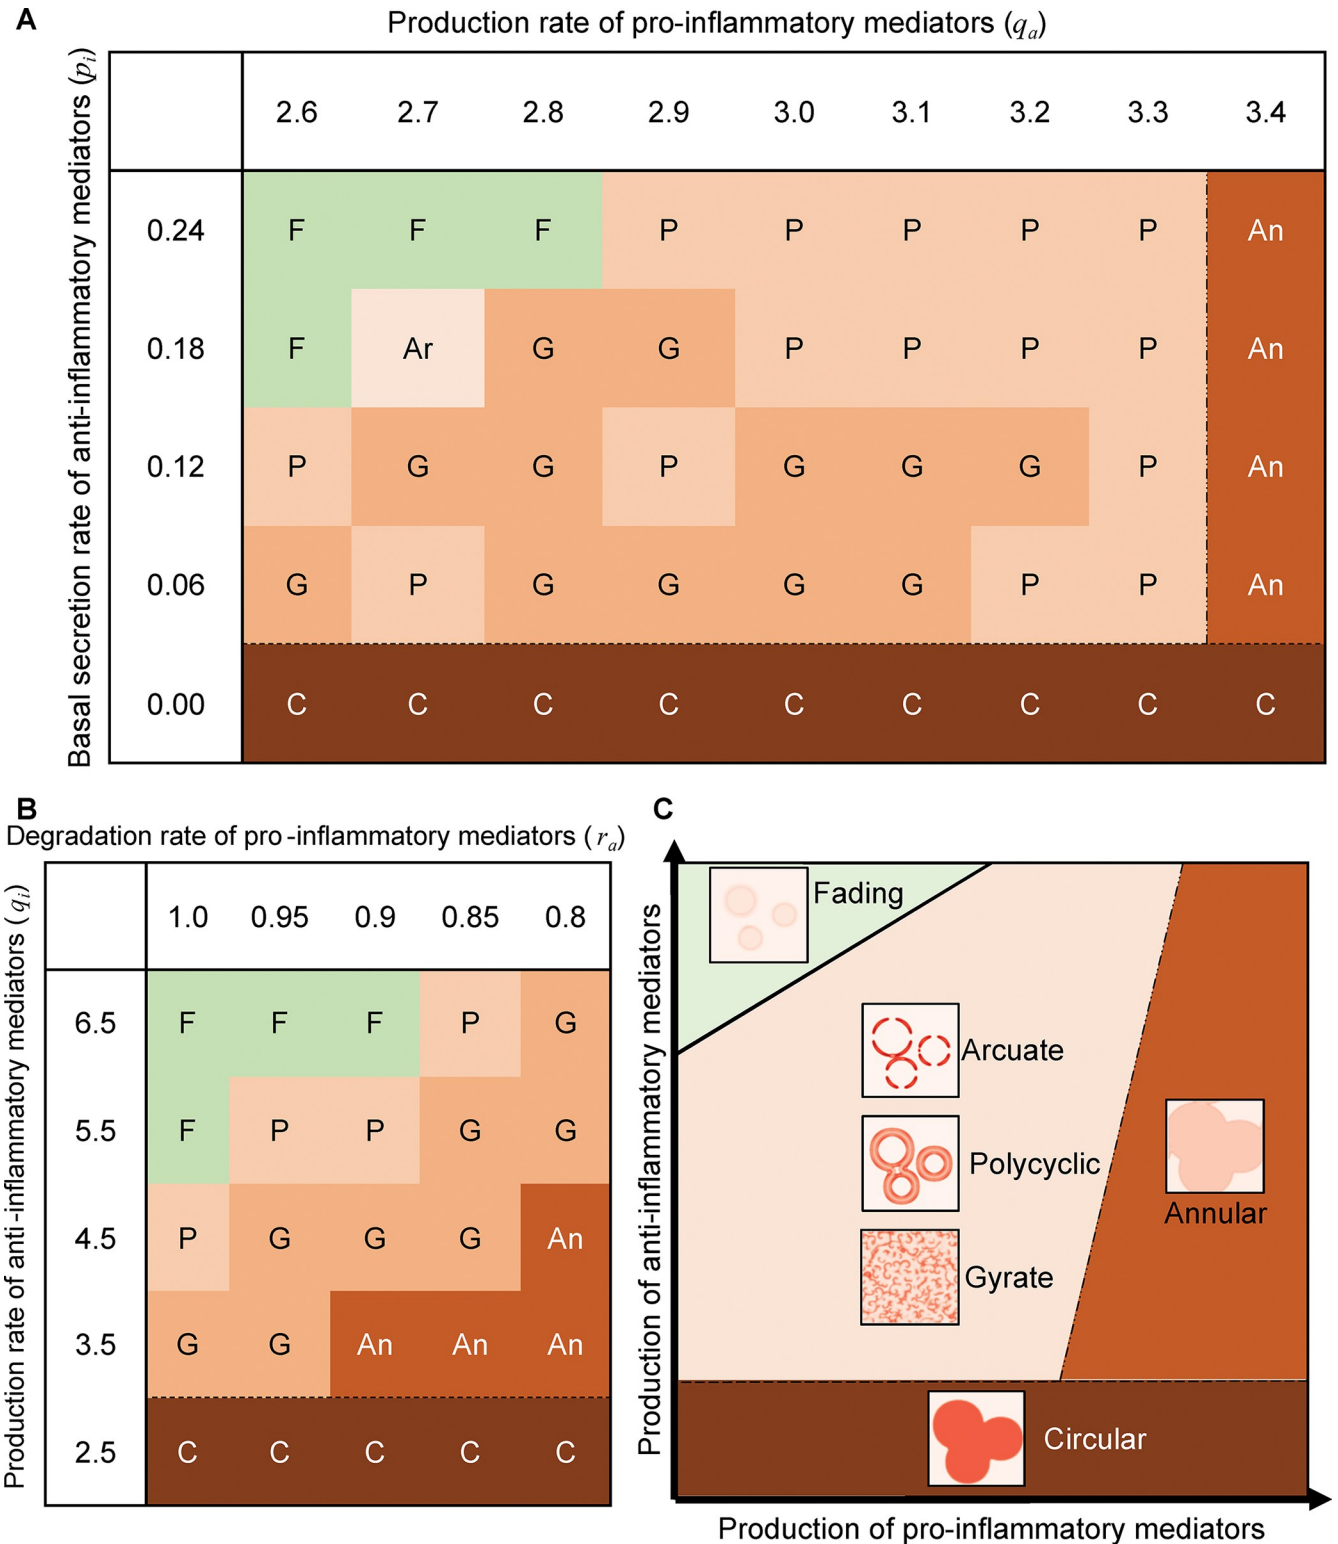 A
Production rate of pro-inflammatory mediators (qa)
Basal secretion rate of anti-inflammatory mediators (pi)
2.6 2.7 2.8 2.9 3.0 3.1 3.2 3.3 3.4
0.24 F F F P P P P P An
0.18 F Ar G G P P P P An
0.12 P G G P G G G P An
0.06 G P G G G G P P An
0.00 C C C C C C C C C
B
Degradation rate of pro-inflammatory mediators (ra)
Production rate of anti-inflammatory mediators (qi)
1.0 0.95 0.9 0.85 0.8
6.5 F F F P G
5.5 F P P G G
4.5 P G G G An
3.5 G G An An An
2.5 C C C C C
C
Production of anti-inflammatory mediators
Fading
Arcuate
Polycyclic
Gyrate
Annular
Circular
Production of pro-inflammatory mediators